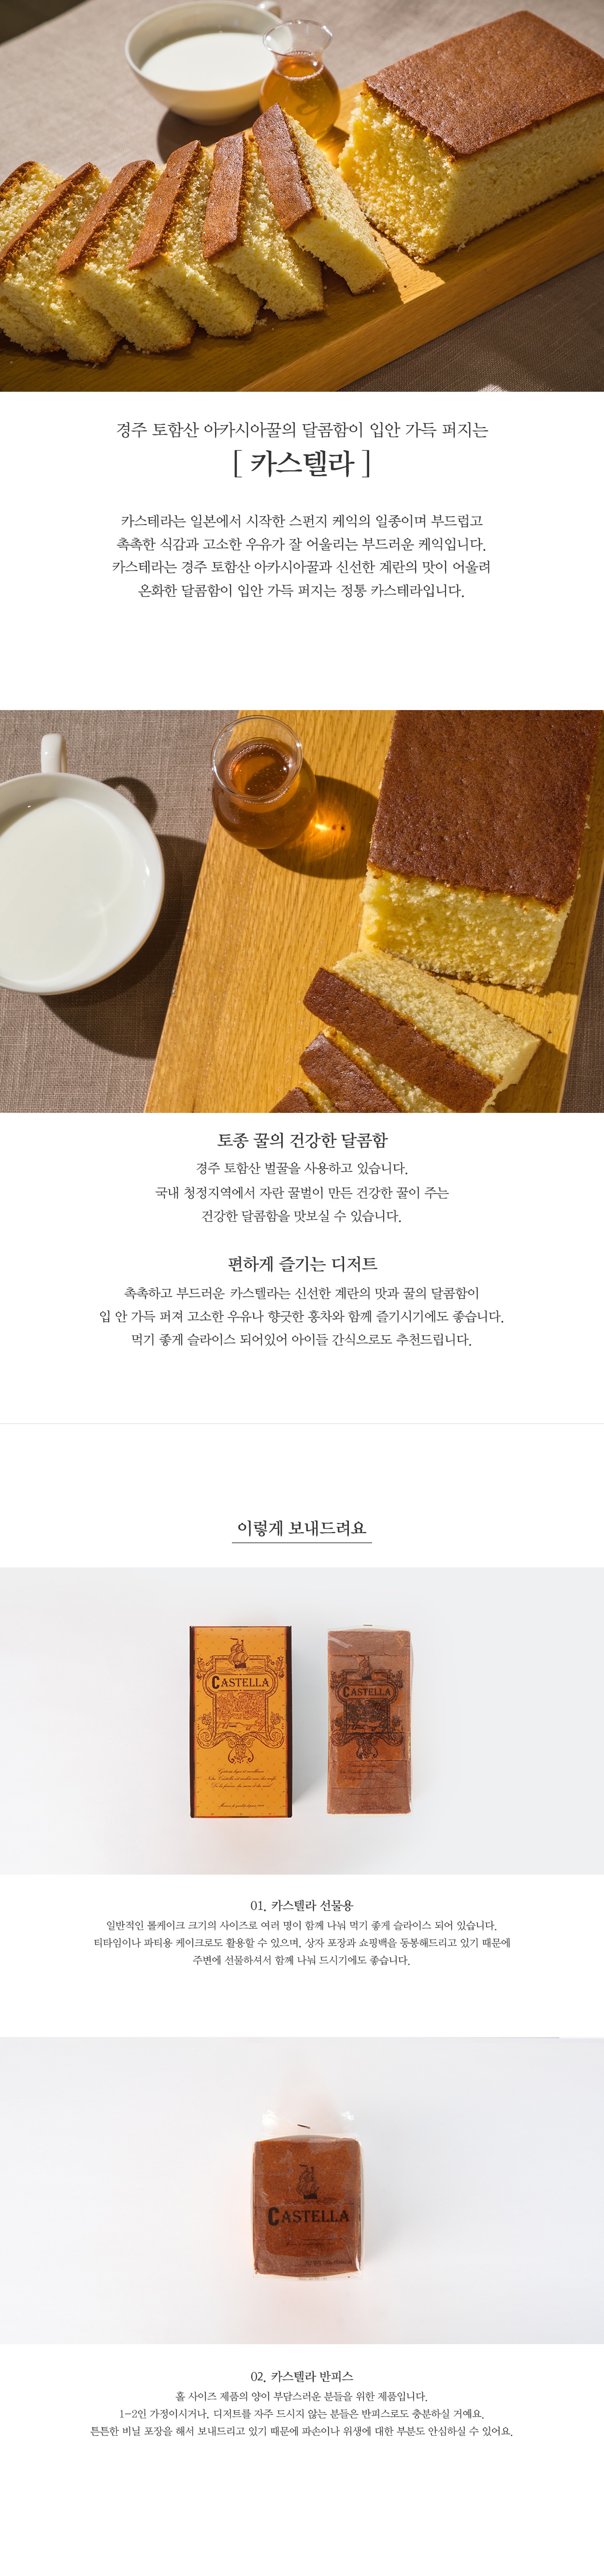 경주 토함산 아카시아꿀의 달콤함이 입안 가득 퍼지는
[ 카스텔라 ]
카스테라는 일본에서 시작한 스펀지 케익의 일종이며 부드럽고
촉촉한 식감과 고소한 우유가 잘 어울리는 부드러운 케익입니다.
카스테라는 경주 토함산 아카시아꿀과 신선한 계란의 맛이 어울려
온화한 달콤함이 입안 가득 퍼지는 정통 카스테라입니다.
토종 꿀의 건강한 달콤함
경주 토함산 벌꿀을 사용하고 있습니다.
국내 청정지역에서 자란 꿀벌이 만든 건강한 꿀이 주는
건강한 달콤함을 맛보실 수 있습니다.
편하게 즐기는 디저트
촉촉하고 부드러운 카스텔라는 신선한 계란의 맛과 꿀의 달콤함이
입 안 가득 퍼져 고소한 우유나 향긋한 홍차와 함께 즐기시기에도 좋습니다.
먹기 좋게 슬라이스 되어있어 아이들 간식으로도 추천드립니다.
이렇게 보내드려요
CASTELLA
CASTELLA
01. 카스텔라 선물용
일반적인 롤케이크 크기의 사이즈로 여러 명이 함께 나눠 먹기 좋게 슬라이스 되어 있습니다.
티타임이나 파티용 케이크로도 활용할 수 있으며, 상자 포장과 쇼핑백을 동봉해드리고 있기 때문에
주변에 선물하셔서 함께 나눠 드시기에도 좋습니다.
CASTELLA
02. 카스텔라 반피스
홀 사이즈 제품의 양이 부담스러운 분들을 위한 제품입니다.
1-2인 가정이시거나, 디저트를 자주 드시지 않는 분들은 반피스로도 충분하실 거예요.
튼튼한 비닐 포장을 해서 보내드리고 있기 때문에 파손이나 위생에 대한 부분도 안심하실 수 있어요.